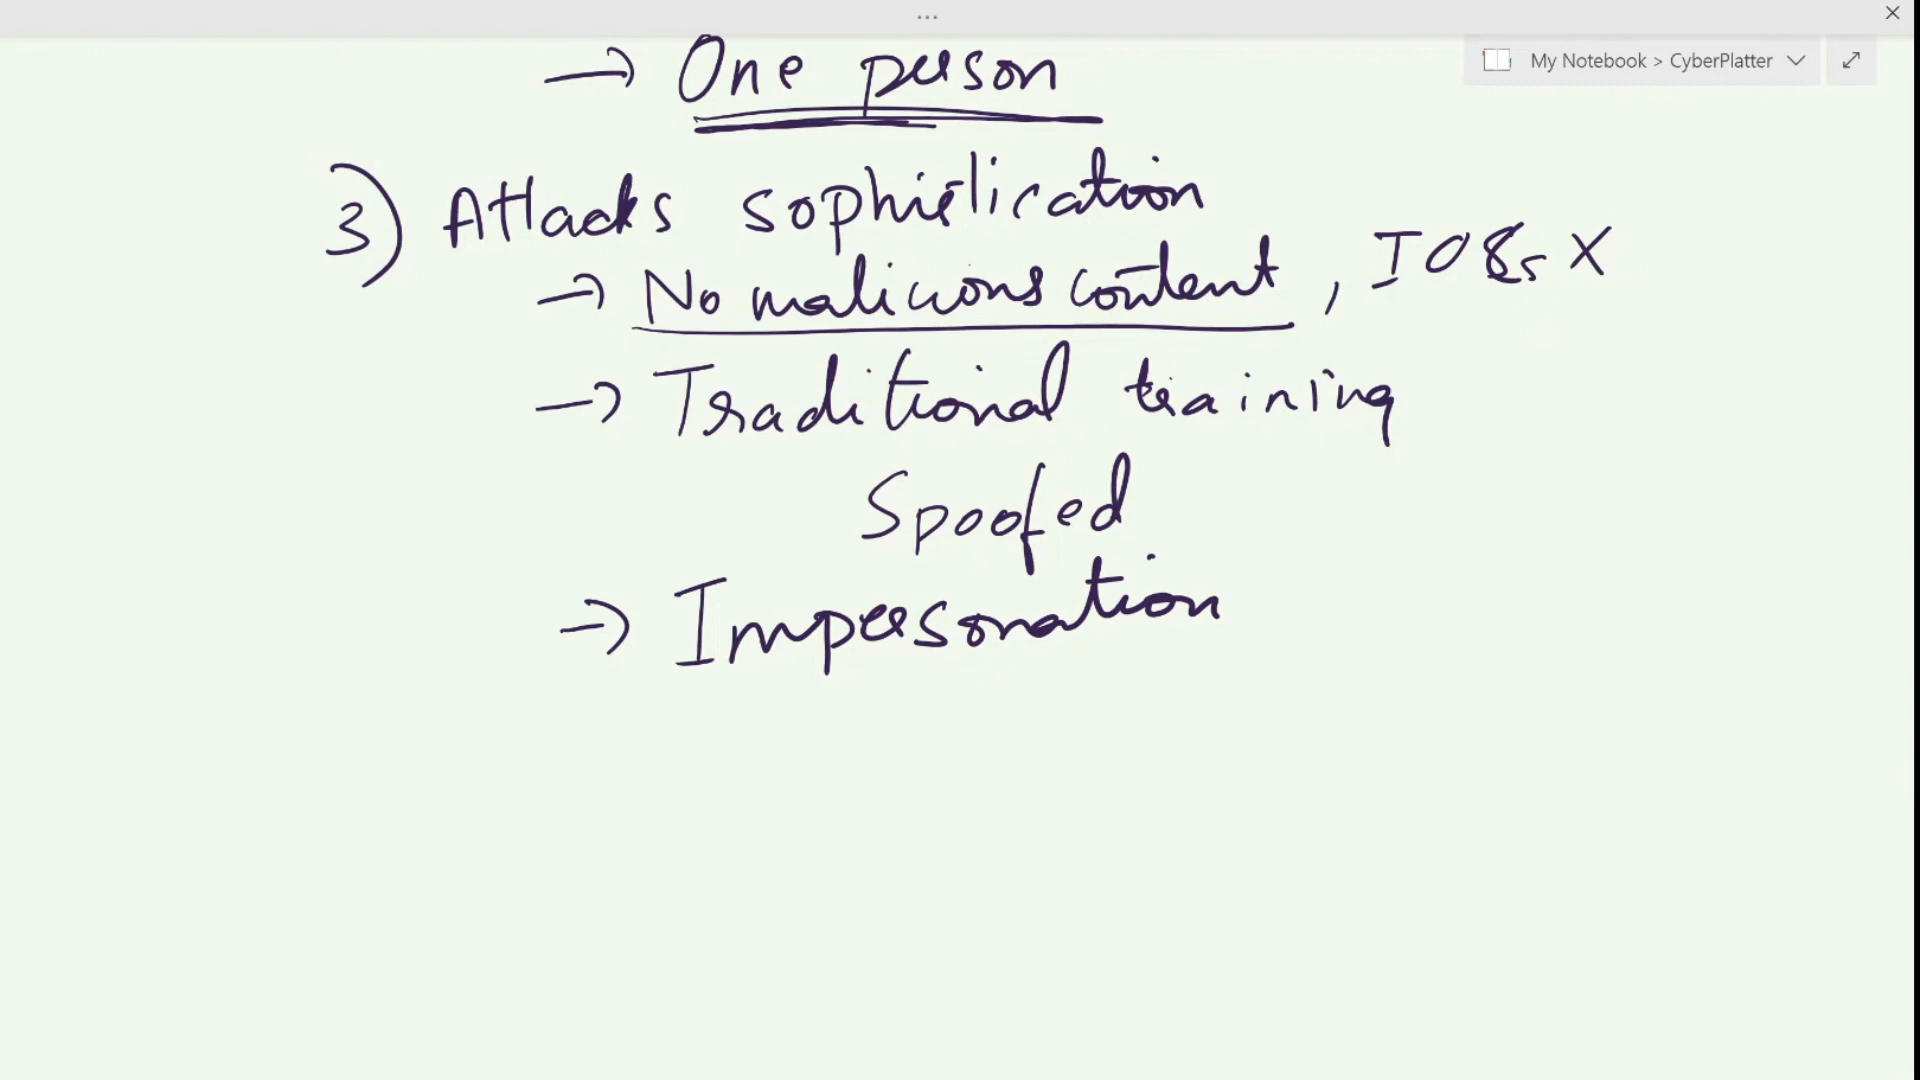 ...
→ One person
My Notebook > CyberPlatter
3) Attacks sophistication
→ No malicious content, IOCs X
→ Traditional training
Spoofed
→ Impersonation